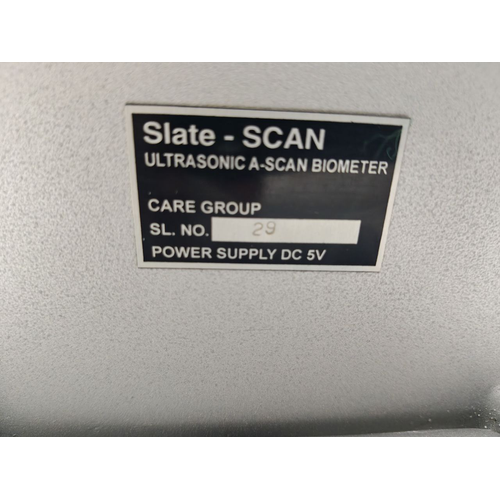 Slate - SCAN
ULTRASONIC A-SCAN BIOMETER
CARE GROUP
SL. NO. 29
POWER SUPPLY DC 5V